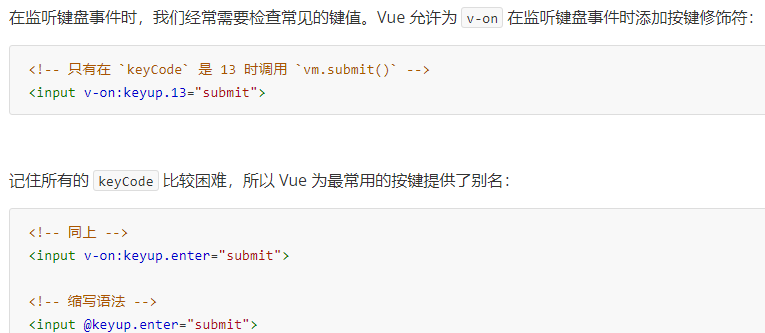 在监听键盘事件时，我们经常需要检查常见的键值。Vue 允许为 v-on 在监听键盘事件时添加按键修饰符：
<!-- 只有在 `keyCode` 是 13 时调用 `vm.submit()` -->
<input v-on:keyup.13="submit">
记住所有的 keyCode 比较困难，所以 Vue 为最常用的按键提供了别名：
<!-- 同上 -->
<input v-on:keyup.enter="submit">
<!-- 缩写语法 -->
<input @keyup.enter="submit">